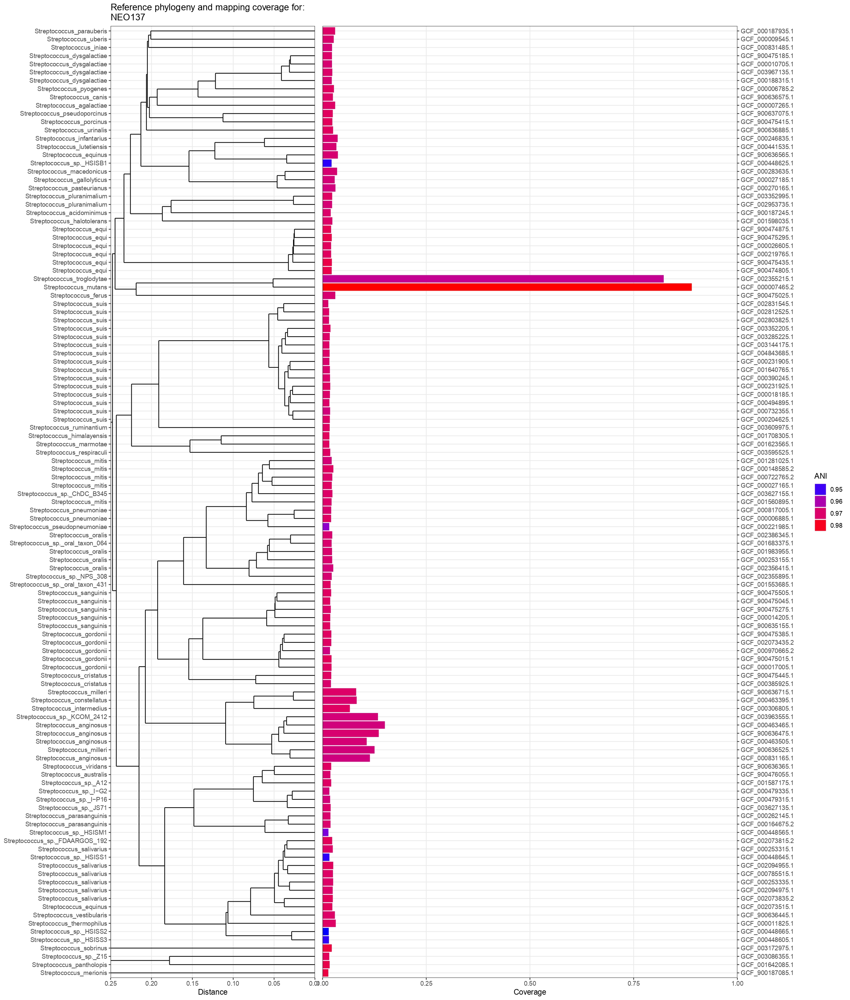 Reference phylogeny and mapping coverage for:
NEO137
Streptococcus_parauberis GCF_000187935.1
Streptococcus_uberis GCF_000009545.1
Streptococcus_iniae GCF_000831485.1
Streptococcus_dysgalactiae GCF_900475185.1
Streptococcus_dysgalactiae GCF_000010705.1
Streptococcus_dysgalactiae GCF_003967135.1
Streptococcus_dysgalactiae GCF_000188315.1
Streptococcus_pyogenes GCF_000006785.2
Streptococcus_canis GCF_900636575.1
Streptococcus_agalactiae GCF_000007265.1
Streptococcus_pseudoporcinus GCF_900637075.1
Streptococcus_porcinus GCF_900475415.1
Streptococcus_urinalis GCF_900636885.1
Streptococcus_infantarius GCF_000246835.1
Streptococcus_lutetiensis GCF_000441535.1
Streptococcus_equinus GCF_900636565.1
Streptococcus_sp._HSISB1 GCF_000448625.1
Streptococcus_macedonicus GCF_000283635.1
Streptococcus_gallolyticus GCF_000027185.1
Streptococcus_pasteurianus GCF_000270165.1
Streptococcus_pluranimalium GCF_003352995.1
Streptococcus_pluranimalium GCF_002953735.1
Streptococcus_acidominimus GCF_900187245.1
Streptococcus_halotolerans GCF_001598035.1
Streptococcus_equi GCF_900474875.1
Streptococcus_equi GCF_900475295.1
Streptococcus_equi GCF_000026605.1
Streptococcus_equi GCF_000219765.1
Streptococcus_equi GCF_900475435.1
Streptococcus_equi GCF_900474805.1
Streptococcus_troglodytae GCF_002355215.1
Streptococcus_mutans GCF_000007465.2
Streptococcus_ferus GCF_900475025.1
Streptococcus_suis GCF_002831545.1
Streptococcus_suis GCF_002812525.1
Streptococcus_suis GCF_002803825.1
Streptococcus_suis GCF_003352205.1
Streptococcus_suis GCF_003285225.1
Streptococcus_suis GCF_003144175.1
Streptococcus_suis GCF_004843685.1
Streptococcus_suis GCF_000231905.1
Streptococcus_suis GCF_001640765.1
Streptococcus_suis GCF_000390245.1
Streptococcus_suis GCF_000231925.1
Streptococcus_suis GCF_000018185.1
Streptococcus_suis GCF_000494895.1
Streptococcus_suis GCF_000732355.1
Streptococcus_suis GCF_000204625.1
Streptococcus_ruminantium GCF_003609975.1
Streptococcus_himalayensis GCF_001708305.1
Streptococcus_marmotae GCF_001623565.1
Streptococcus_respiraculi GCF_003595525.1
Streptococcus_mitis GCF_001281025.1
Streptococcus_mitis GCF_000148585.2
Streptococcus_mitis GCF_000722765.2
Streptococcus_mitis GCF_000027165.1
Streptococcus_sp._ChDC_B345 GCF_003627155.1
Streptococcus_mitis GCF_001560895.1
Streptococcus_pneumoniae GCF_000817005.1
Streptococcus_pneumoniae GCF_000006885.1
Streptococcus_pseudopneumoniae GCF_000221985.1
Streptococcus_oralis GCF_002386345.1
Streptococcus_sp._oral_taxon_064 GCF_001683375.1
Streptococcus_oralis GCF_001983955.1
Streptococcus_oralis GCF_000253155.1
Streptococcus_oralis GCF_002356415.1
Streptococcus_sp._NPS_308 GCF_002355895.1
Streptococcus_sp._oral_taxon_431 GCF_001553685.1
Streptococcus_sanguinis GCF_900475505.1
Streptococcus_sanguinis GCF_900475045.1
Streptococcus_sanguinis GCF_900475275.1
Streptococcus_sanguinis GCF_000014205.1
Streptococcus_sanguinis GCF_900635155.1
Streptococcus_gordonii GCF_900475385.1
Streptococcus_gordonii GCF_002073435.2
Streptococcus_gordonii GCF_000970665.2
Streptococcus_gordonii GCF_900475015.1
Streptococcus_gordonii GCF_000017005.1
Streptococcus_cristatus GCF_900475445.1
Streptococcus_cristatus GCF_000385925.1
Streptococcus_milleri GCF_900636715.1
Streptococcus_constellatus GCF_000463395.1
Streptococcus_intermedius GCF_000306805.1
Streptococcus_sp._KCOM_2412 GCF_003963555.1
Streptococcus_anginosus GCF_000463465.1
Streptococcus_anginosus GCF_900636475.1
Streptococcus_anginosus GCF_000463505.1
Streptococcus_milleri GCF_900636525.1
Streptococcus_anginosus GCF_000831165.1
Streptococcus_viridans GCF_900636365.1
Streptococcus_australis GCF_900476055.1
Streptococcus_sp._A12 GCF_001587175.1
Streptococcus_sp._I−G2 GCF_000479335.1
Streptococcus_sp._I−P16 GCF_000479315.1
Streptococcus_sp._JS71 GCF_003627135.1
Streptococcus_parasanguinis GCF_000262145.1
Streptococcus_parasanguinis GCF_000164675.2
Streptococcus_sp._HSISM1 GCF_000448565.1
Streptococcus_sp._FDAARGOS_192 GCF_002073815.2
Streptococcus_salivarius GCF_000253315.1
Streptococcus_sp._HSISS1 GCF_000448645.1
Streptococcus_salivarius GCF_002094955.1
Streptococcus_salivarius GCF_000785515.1
Streptococcus_salivarius GCF_000253335.1
Streptococcus_salivarius GCF_002094975.1
Streptococcus_salivarius GCF_002073835.2
Streptococcus_equinus GCF_002073515.1
Streptococcus_vestibularis GCF_900636445.1
Streptococcus_thermophilus GCF_000011825.1
Streptococcus_sp._HSISS2 GCF_000448665.1
Streptococcus_sp._HSISS3 GCF_000448605.1
Streptococcus_sobrinus GCF_003172975.1
Streptococcus_sp._Z15 GCF_003086355.1
Streptococcus_pantholopis GCF_001642085.1
Streptococcus_merionis GCF_900187085.1
0.25 0.20 0.15 0.10 0.05 0.00
Distance
0.00 0.25 0.50 0.75 1.00
Coverage
ANI
0.95
0.96
0.97
0.98